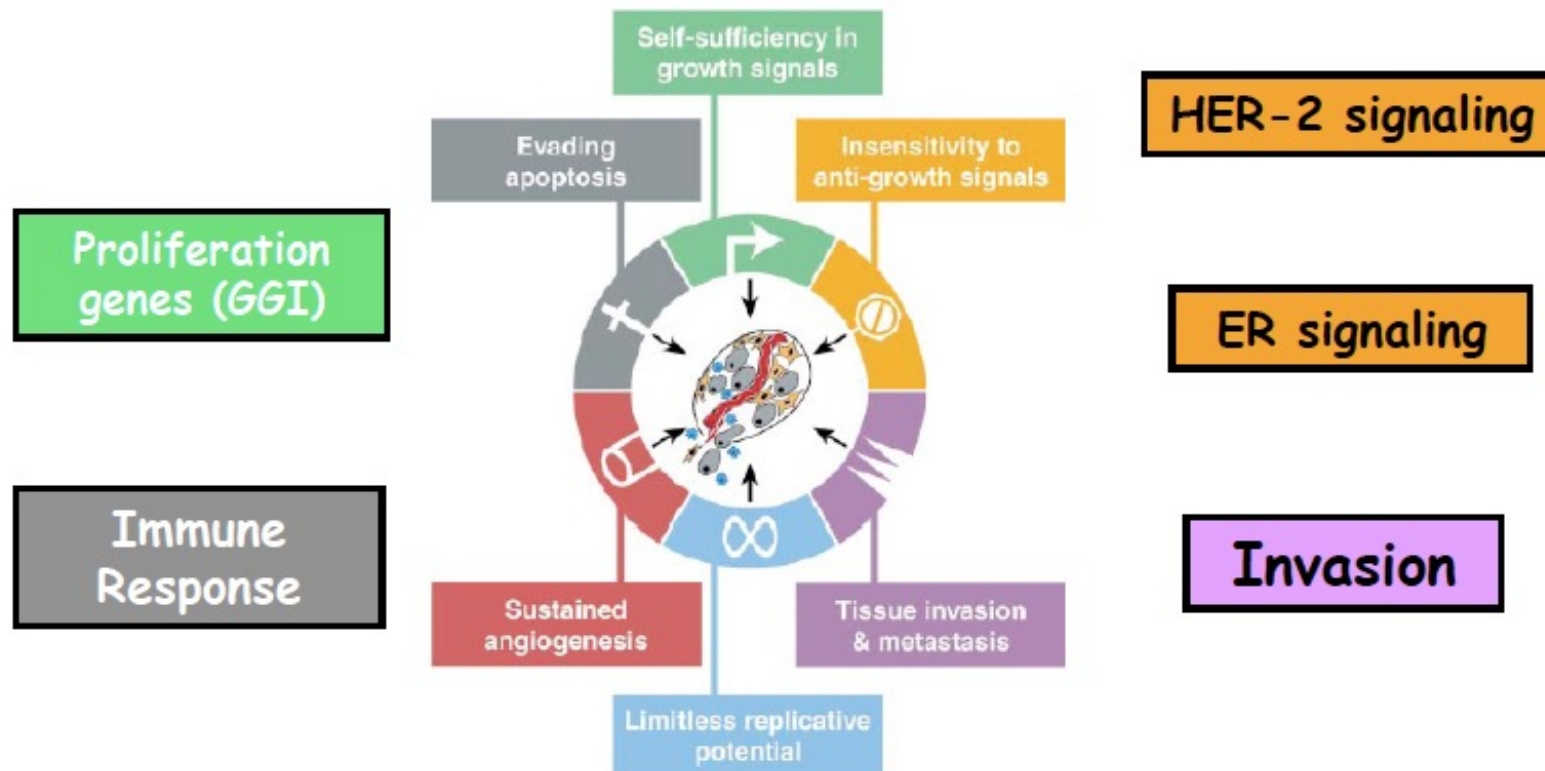 Self-sufficiency in
growth signals
HER-2 signaling
Evading
apoptosis
Insensitivity to
anti-growth signals
Proliferation
genes (GGI)
ER signaling
Immune
Response
Invasion
Sustained
angiogenesis
Tissue invasion
& metastasis
Limitless replicative
potential